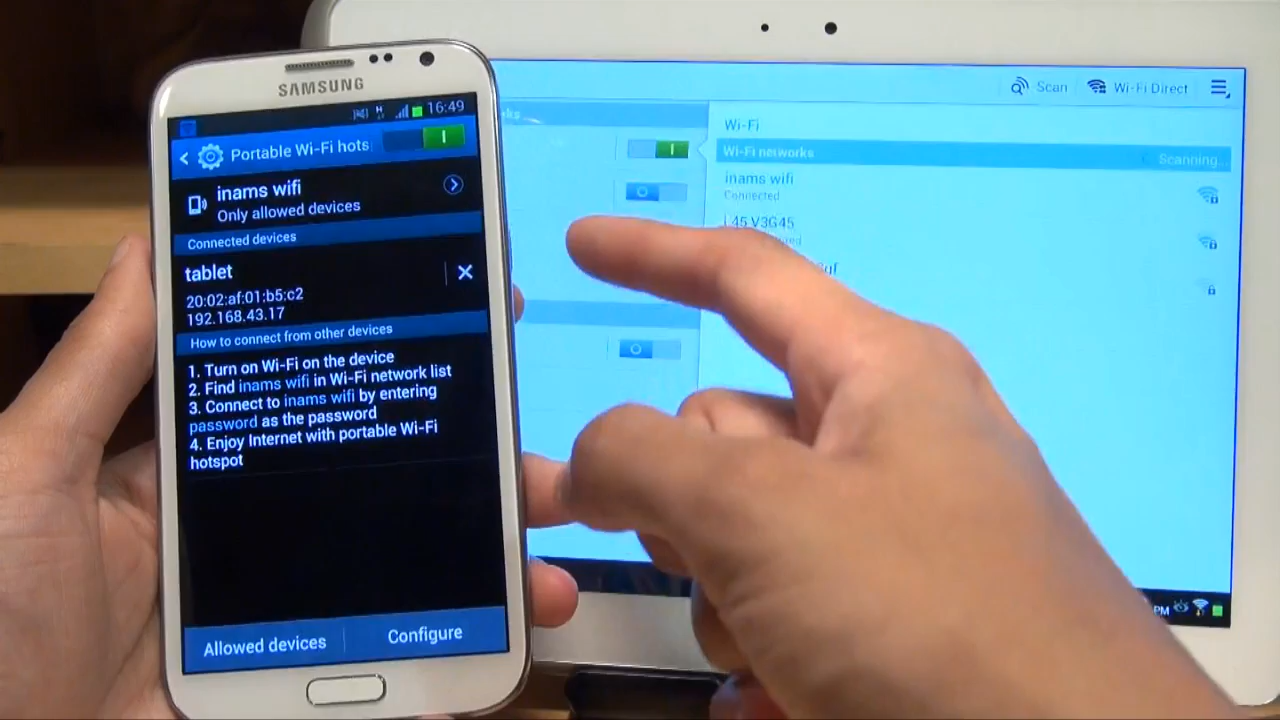 SAMSUNG
16:49
Portable Wi-Fi hots
inams wifi
Only allowed devices
Connected devices
tablet
20:02:af:01:b5:c2
192.168.43.17
How to connect from other devices
1. Turn on Wi-Fi on the device
2. Find inams wifi in Wi-Fi network list
3. Connect to inams wifi by entering
password as the password
4. Enjoy Internet with portable Wi-Fi
hotspot
Allowed devices
Configure
Scan
Wi-Fi Direct
Wi-Fi
Wi-Fi networks
Scanning...
inams wifi
Connected
45 V3G45
PM